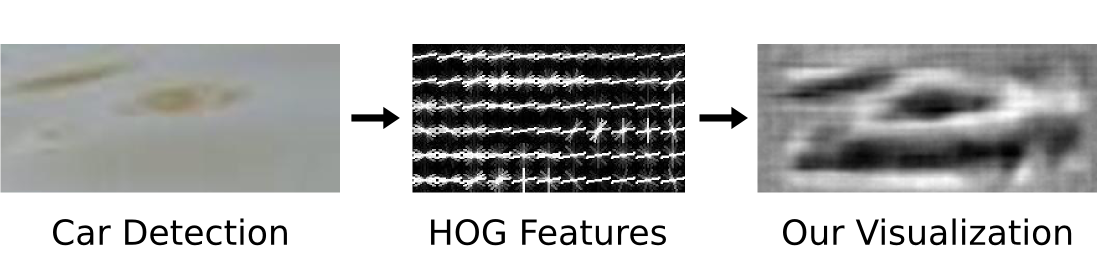 Car Detection
HOG Features
Our Visualization